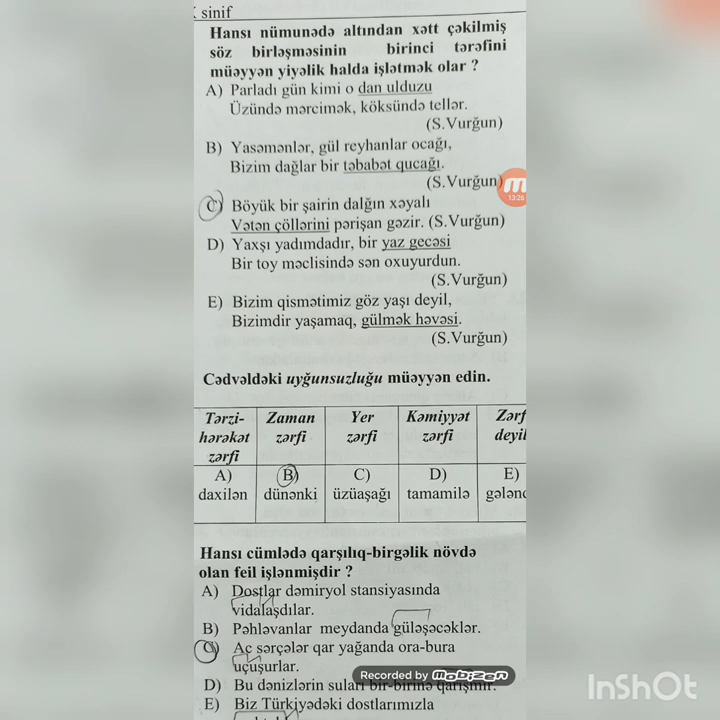 sinif
Hansı nümunədə altından xətt çəkilmiş
söz birləşməsinin birinci tərəfini
müəyyən yiyəlik halda işlətmək olar ?
A) Parladı gün kimi o dan ulduzu
Üzündə mərcimək, köksündə tellər.
(S.Vurğun)
B) Yasəmənlər, gül reyhanlar ocağı,
Bizim dağlar bir təbabət qucağı.
(S.Vurğun)
13:26
C) Böyük bir şairin dalğın xəyalı
Vətən çöllərini pərişan gəzir. (S.Vurğun)
D) Yaxşı yadımdadır, bir yaz gecəsi
Bir toy məclisində sən oxuyurdun.
(S.Vurğun)
E) Bizim qismətimiz göz yaşı deyil,
Bizimdir yaşamaq, gülmək həvəsi.
(S.Vurğun)
Cədvəldəki uyğunsuzluğu müəyyən edin.
Tərzi- Zaman Yer Kəmiyyət Zərf
hərəkət zərfi zərfi zərfi deyil
zərfi
A) B) C) D) E)
daxilən dünənki üzüaşağı tamamilə
Hansı cümlədə qarşılıq-birgəlik növdə
olan feil işlənmişdir ?
A) Dostlar dəmiryol stansiyasında
vidalaşdılar.
B) Pəhləvanlar meydanda güləşəcəklər.
C) Ac sərçələr qar yağanda ora-bura
uçuşurlar.
Recorded by mobizen
D) Bu dənizlərin suları bir-birinə qarışmır.
E) Biz Türkiyədəki dostlarımızla
InShOt